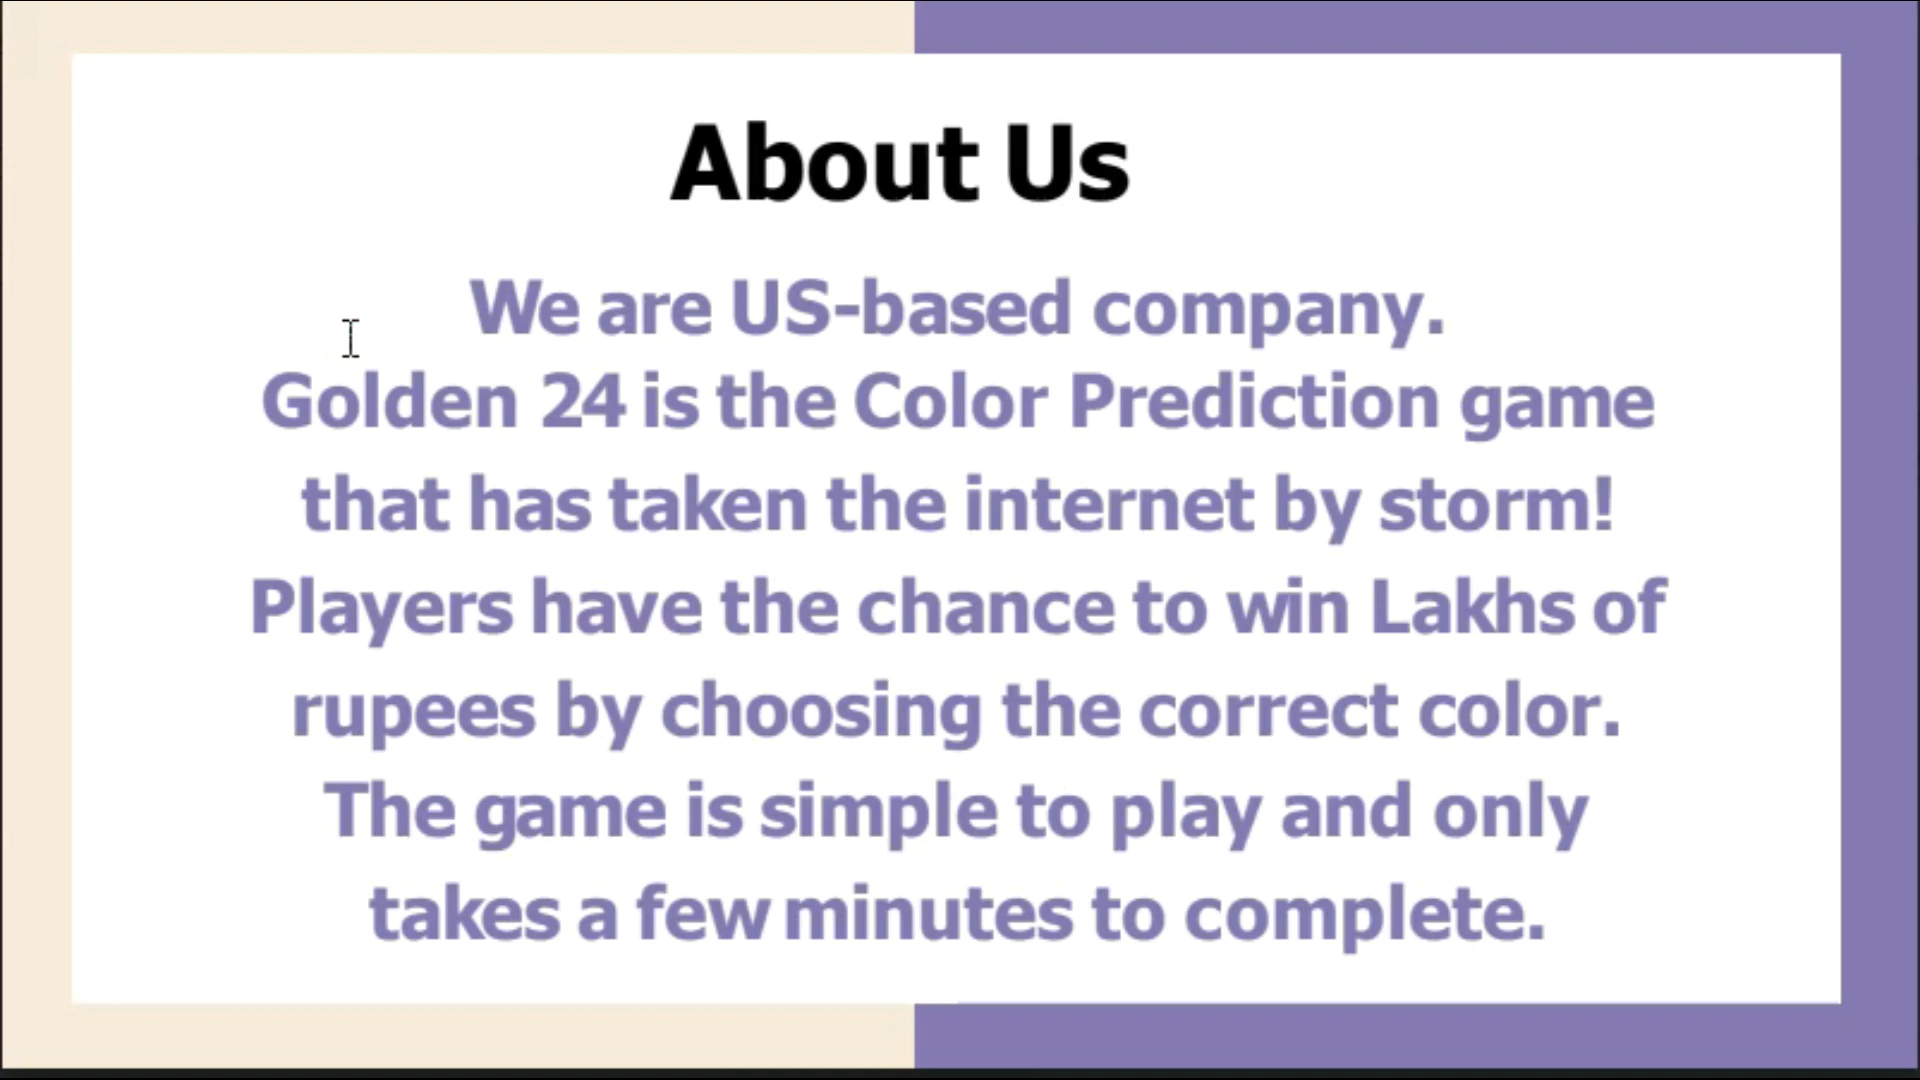 About Us
We are US-based company.
Golden 24 is the Color Prediction game
that has taken the internet by storm!
Players have the chance to win Lakhs of
rupees by choosing the correct color.
The game is simple to play and only
takes a few minutes to complete.